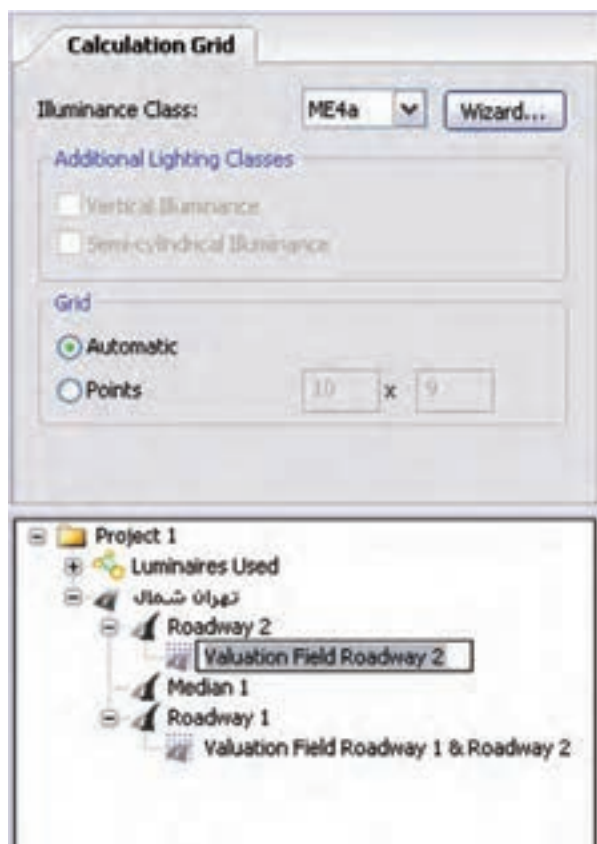 Calculation Grid
Illuminance Class: ME4a Wizard...
Additional Lighting Classes
Vertical Illuminance
Semi-cylindrical Illuminance
Grid
Automatic
Points 10 x 9
Project 1
Luminaires Used
تهران شمال
Roadway 2
Valuation Field Roadway 2
Median 1
Roadway 1
Valuation Field Roadway 1 & Roadway 2